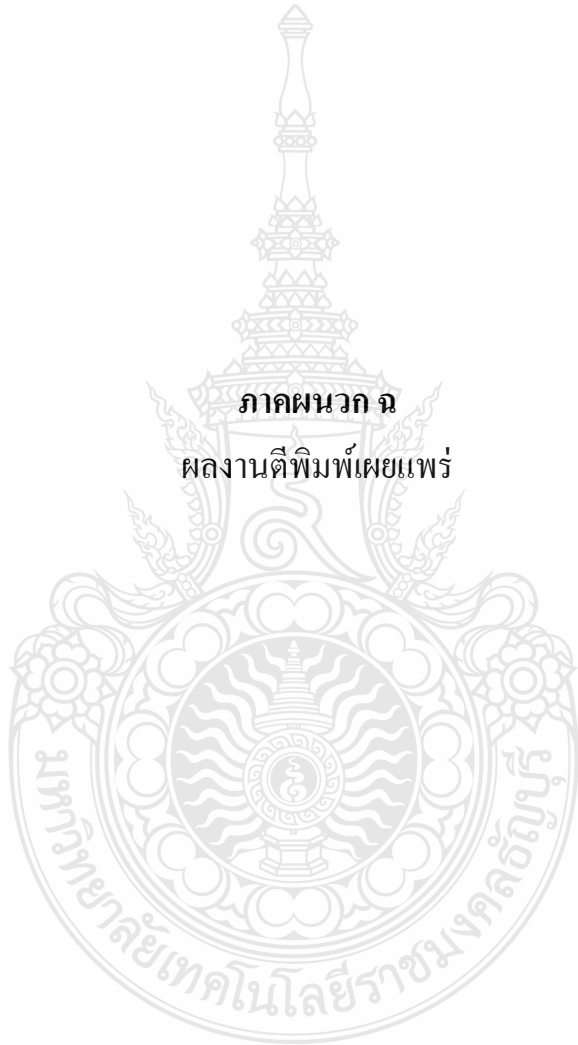 ภาคผนวก ฉ
ผลงานตีพิมพ์เผยแพร่
มหาวิทยาลัยเทคโนโลยีราชมงคลธัญบุรี